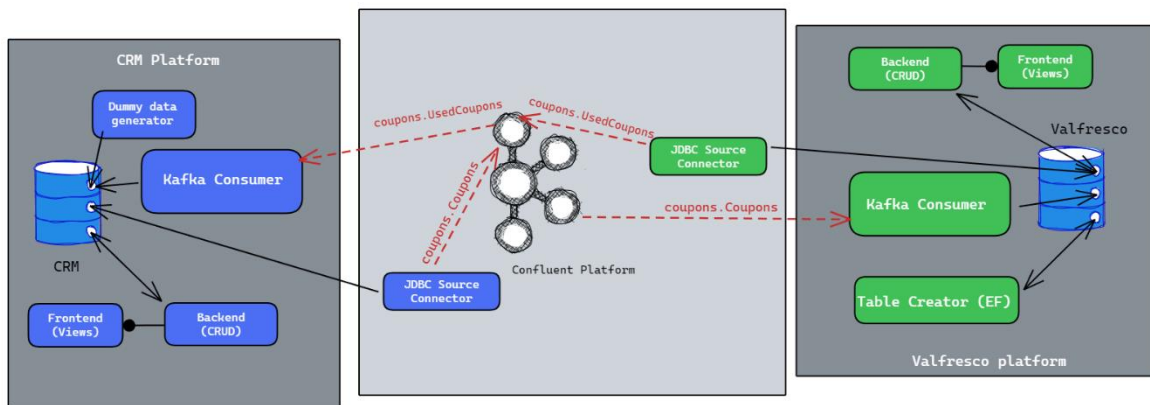 CRM Platform
Dummy data
generator
Kafka Consumer
CRM
Frontend
(Views)
Backend
(CRUD)
coupons.UsedCoupons
coupons.UsedCoupons
coupons.Coupons
JDBC Source
Connector
JDBC Source
Connector
Confluent Platform
coupons.Coupons
Backend
(CRUD)
Frontend
(Views)
Valfresco
Kafka Consumer
Table Creator (EF)
Valfresco platform